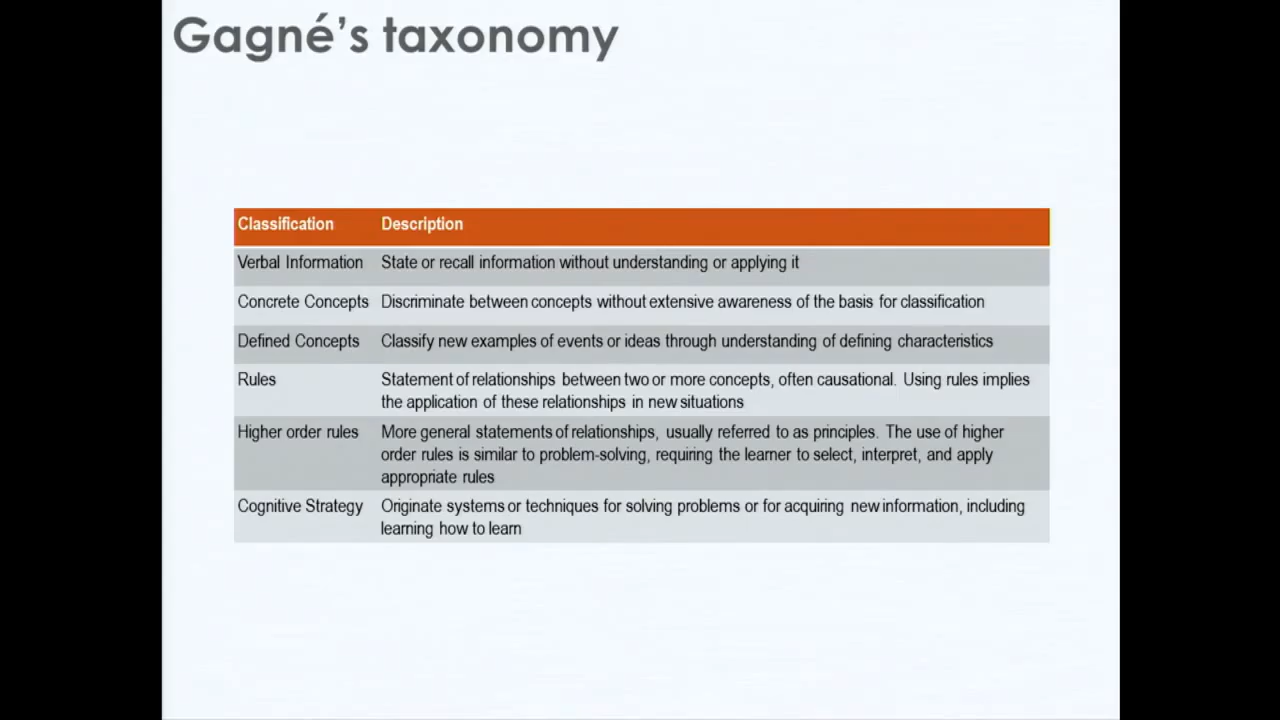 Gagné's taxonomy
Classification Description
Verbal Information State or recall information without understanding or applying it
Concrete Concepts Discriminate between concepts without extensive awareness of the basis for classification
Defined Concepts Classify new examples of events or ideas through understanding of defining characteristics
Rules Statement of relationships between two or more concepts, often causational. Using rules implies
the application of these relationships in new situations
Higher order rules More general statements of relationships, usually referred to as principles. The use of higher
order rules is similar to problem-solving, requiring the learner to select, interpret, and apply
appropriate rules
Cognitive Strategy Originate systems or techniques for solving problems or for acquiring new information, including
learning how to learn